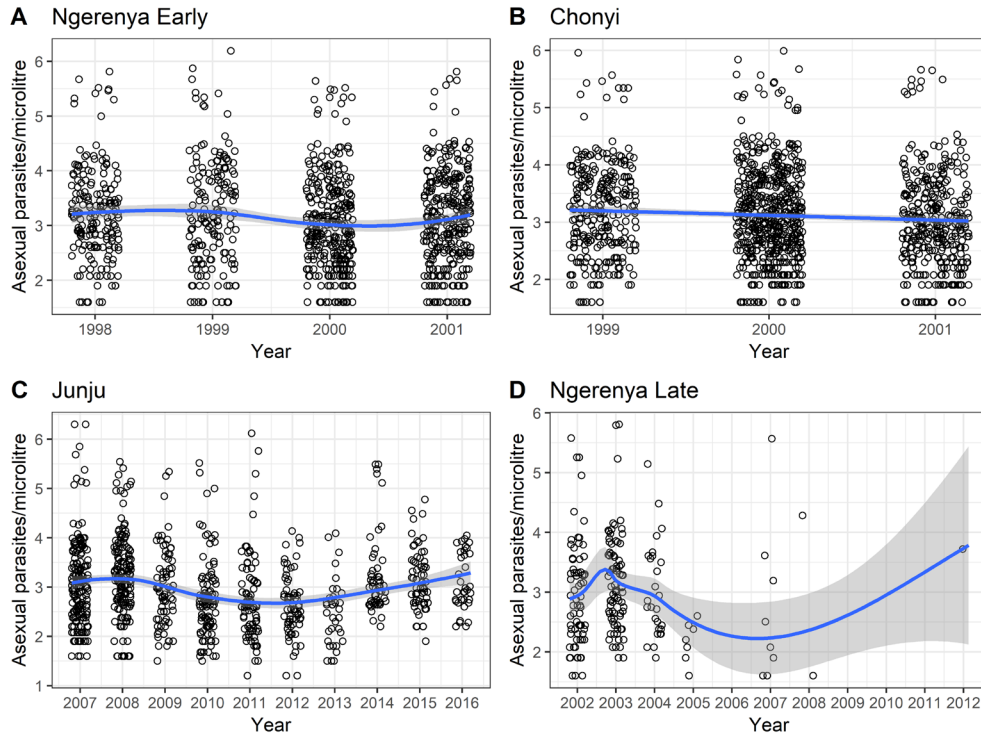 A Ngerenya Early
Asexual parasites/microlitre
6
5
4
3
2
1998 1999 2000 2001
Year
B Chonyi
Asexual parasites/microlitre
6
5
4
3
2
1999 2000 2001
Year
C Junju
Asexual parasites/microlitre
6
5
4
3
2
1
2007 2008 2009 2010 2011 2012 2013 2014 2015 2016
Year
D Ngerenya Late
Asexual parasites/microlitre
6
5
4
3
2
2002 2003 2004 2005 2006 2007 2008 2009 2010 2011 2012
Year